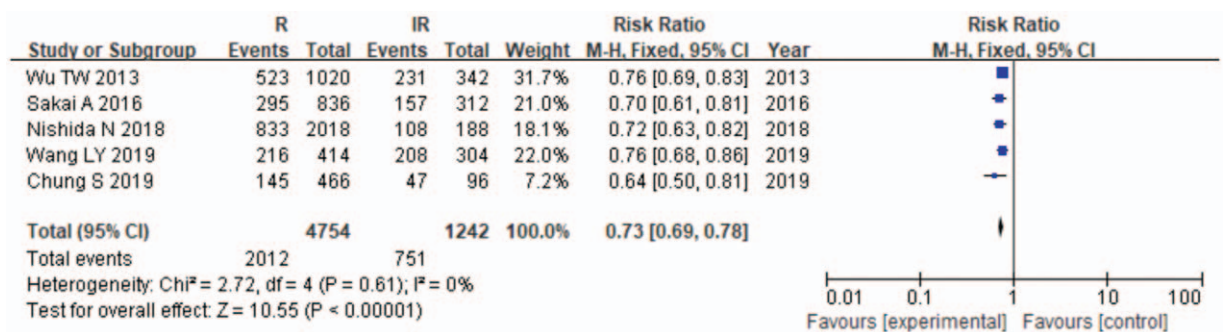 R IR Risk Ratio Risk Ratio
Study or Subgroup Events Total Events Total Weight M-H, Fixed, 95% CI Year M-H, Fixed, 95% CI
Wu TW 2013 523 1020 231 342 31.7% 0.76 [0.69, 0.83] 2013
Sakai A 2016 295 836 157 312 21.0% 0.70 [0.61, 0.81] 2016
Nishida N 2018 833 2018 108 188 18.1% 0.72 [0.63, 0.82] 2018
Wang LY 2019 216 414 208 304 22.0% 0.76 [0.68, 0.86] 2019
Chung S 2019 145 466 47 96 7.2% 0.64 [0.50, 0.81] 2019
Total (95% CI) 4754 1242 100.0% 0.73 [0.69, 0.78]
Total events 2012 751
Heterogeneity: Chi² = 2.72, df = 4 (P = 0.61); I² = 0%
Test for overall effect: Z = 10.55 (P < 0.00001)
0.01 0.1 1 10 100
Favours [experimental] Favours [control]